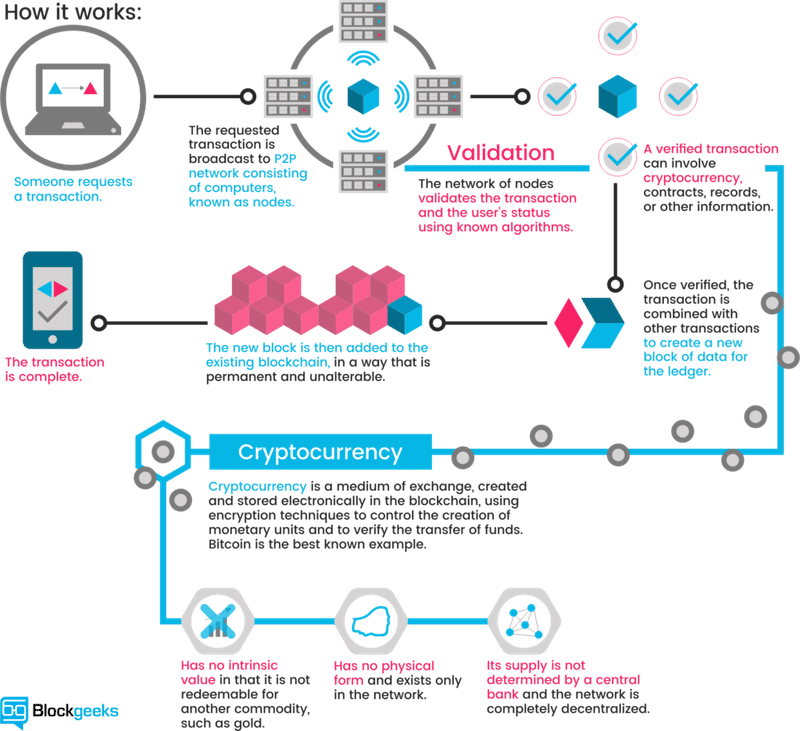 How it works:
Someone requests
a transaction.
The requested
transaction is
broadcast to P2P
network consisting
of computers,
known as nodes.
Validation
The network of nodes
validates the transaction
and the user's status
using known algorithms.
A verified transaction
can involve
cryptocurrency,
contracts, records,
or other information.
Once verified, the
transaction is
combined with
other transactions
to create a new
block of data for
the ledger.
The new block is then added to the
existing blockchain, in a way that is
permanent and unalterable.
The transaction
is complete.
Cryptocurrency
Cryptocurrency is a medium of exchange, created
and stored electronically in the blockchain, using
encryption techniques to control the creation of
monetary units and to verify the transfer of funds.
Bitcoin is the best known example.
Has no intrinsic
value in that it is not
redeemable for
another commodity,
such as gold.
Has no physical
form and exists only
in the network.
Its supply is not
determined by a central
bank and the network is
completely decentralized.
Blockgeeks